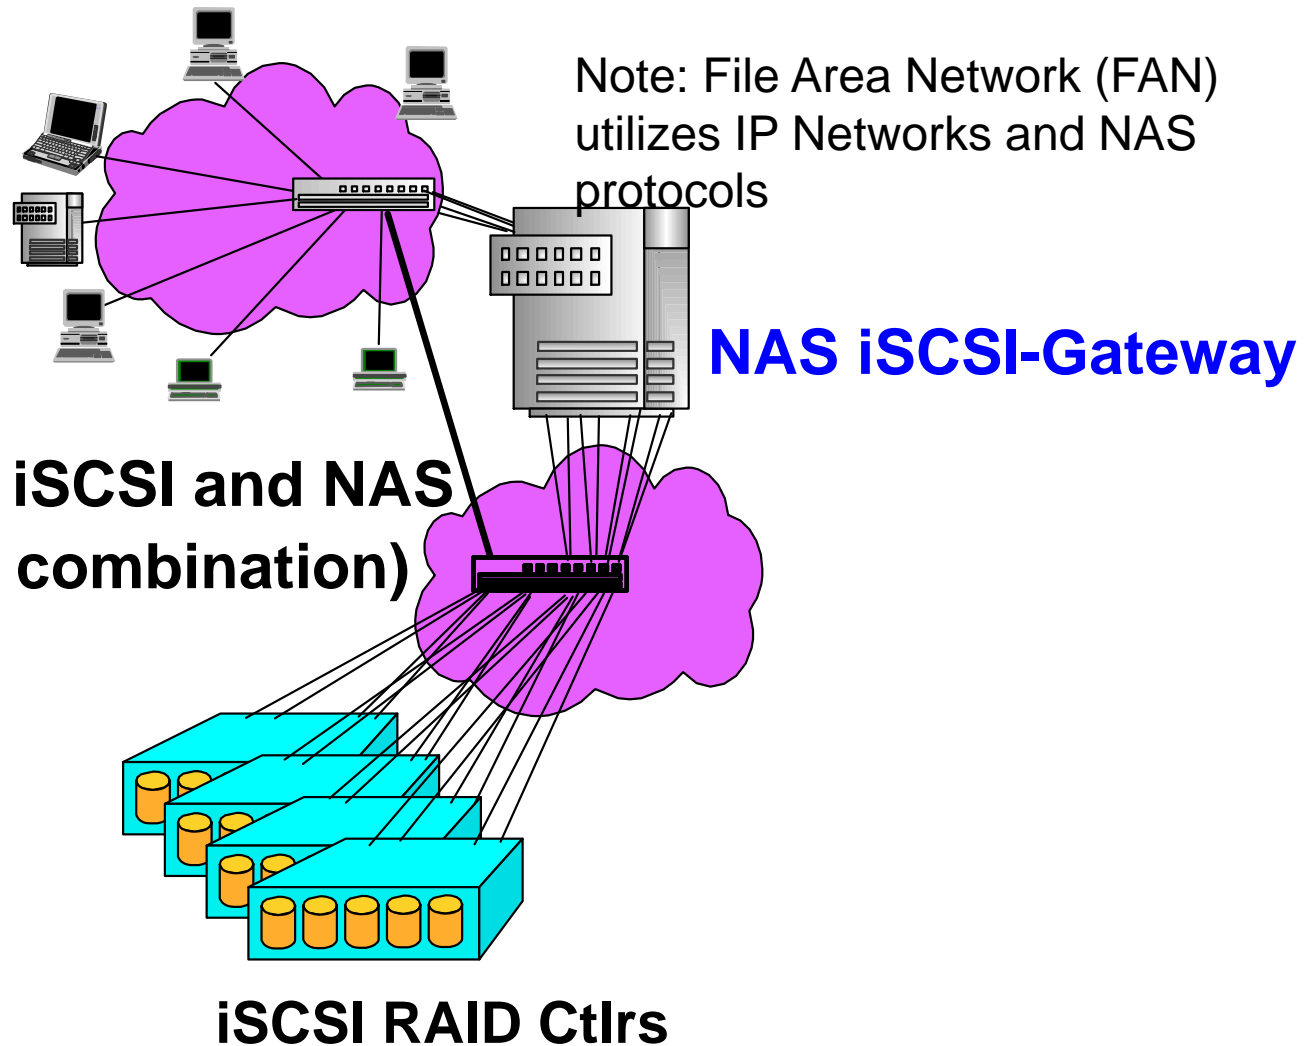 Note: File Area Network (FAN)
utilizes IP Networks and NAS
protocols
NAS iSCSI-Gateway
iSCSI and NAS
combination)
iSCSI RAID Ctlrs